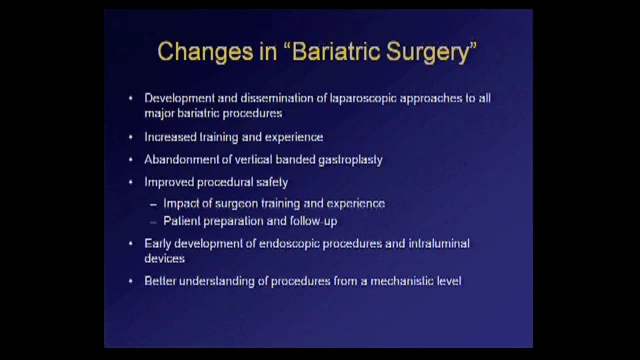 Changes in “Bariatric Surgery”
• Development and dissemination of laparoscopic approaches to all
major bariatric procedures
• Increased training and experience
• Abandonment of vertical banded gastroplasty
• Improved procedural safety
– Impact of surgeon training and experience
– Patient preparation and follow-up
• Early development of endoscopic procedures and intraluminal
devices
• Better understanding of procedures from a mechanistic level